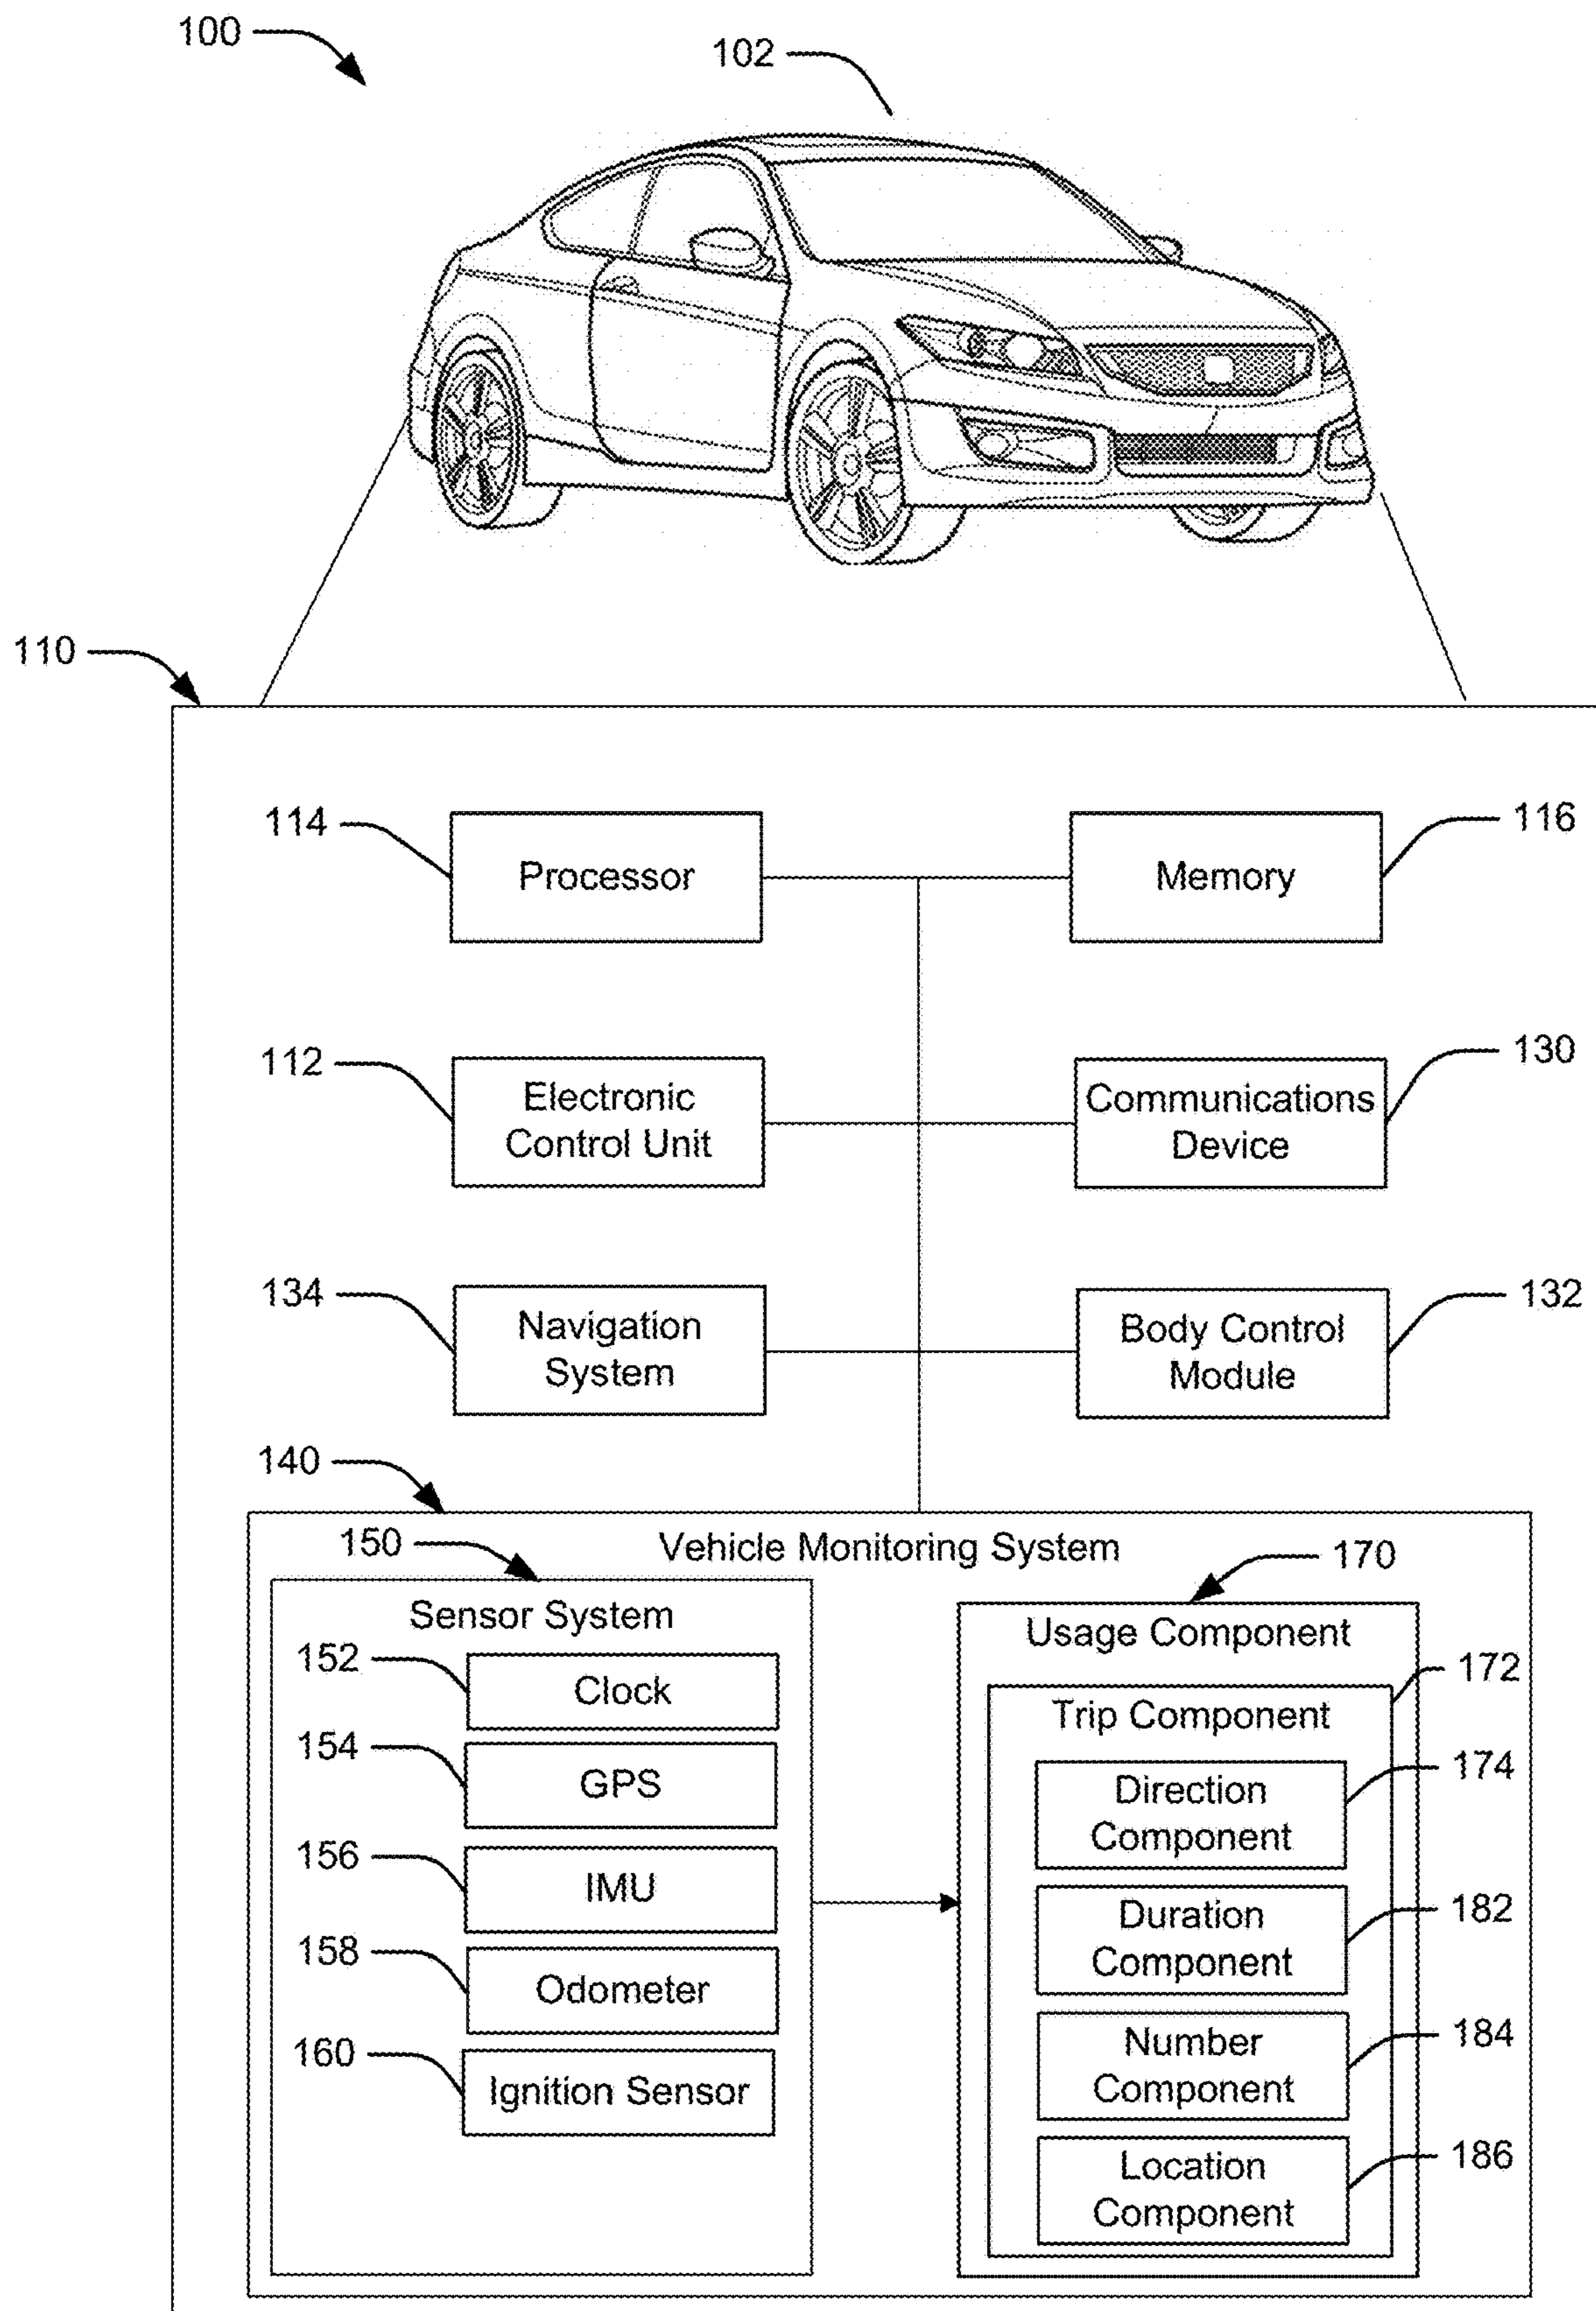 100
102
110
114
Processor
Memory
116
112
Electronic
Control Unit
Communications
Device
130
134
Navigation
System
Body Control
Module
132
140
Vehicle Monitoring System
150
Sensor System
152
Clock
154
GPS
156
IMU
158
Odometer
160
Ignition Sensor
170
Usage Component
172
Trip Component
174
Direction
Component
Duration
Component
182
Number
Component
184
Location
Component
186